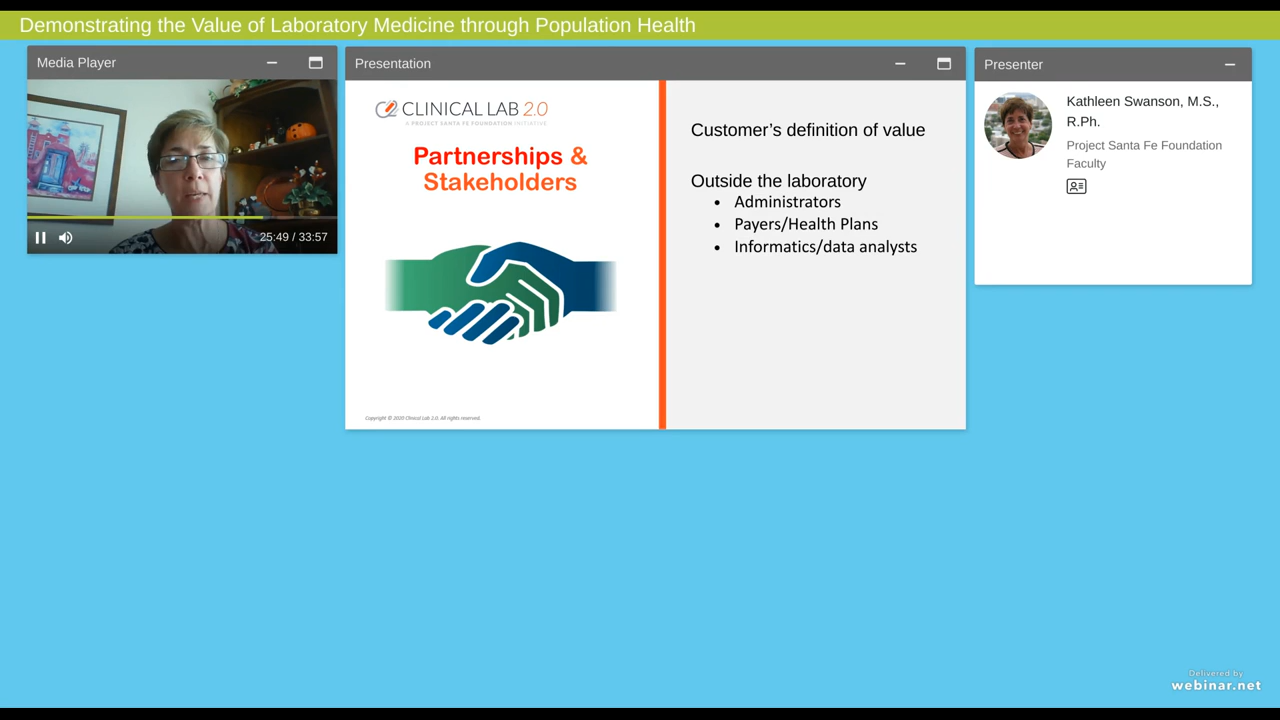 Demonstrating the Value of Laboratory Medicine through Population Health
Media Player
25:49 / 33:57
Presentation
CLINICAL LAB 2.0
A PROJECT SANTA FE FOUNDATION INITIATIVE
Partnerships &
Stakeholders
Copyright © 2020 Clinical Lab 2.0. All rights reserved.
Customer's definition of value
Outside the laboratory
• Administrators
• Payers/Health Plans
• Informatics/data analysts
Presenter
Kathleen Swanson, M.S.,
R.Ph.
Project Santa Fe Foundation
Faculty
Delivered by
webinar.net